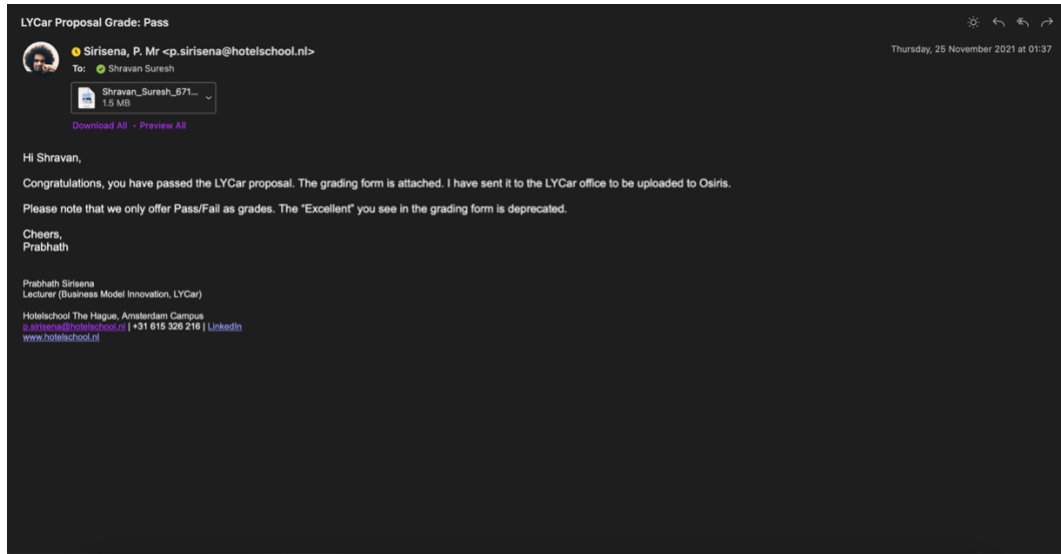 LYCar Proposal Grade: Pass
Sirisena, P. Mr <p.sirisena@hotelschool.nl>
Thursday, 25 November 2021 at 01:37
To: Shravan Suresh
Shravan_Suresh_671...
1.5 MB
Download All • Preview All
Hi Shravan,
Congratulations, you have passed the LYCar proposal. The grading form is attached. I have sent it to the LYCar office to be uploaded to Osiris.
Please note that we only offer Pass/Fail as grades. The "Excellent" you see in the grading form is deprecated.
Cheers,
Prabhath
Prabhath Sirisena
Lecturer (Business Model Innovation, LYCar)
Hotelschool The Hague, Amsterdam Campus
p.sirisena@hotelschool.nl | +31 615 326 216 | LinkedIn
www.hotelschool.nl